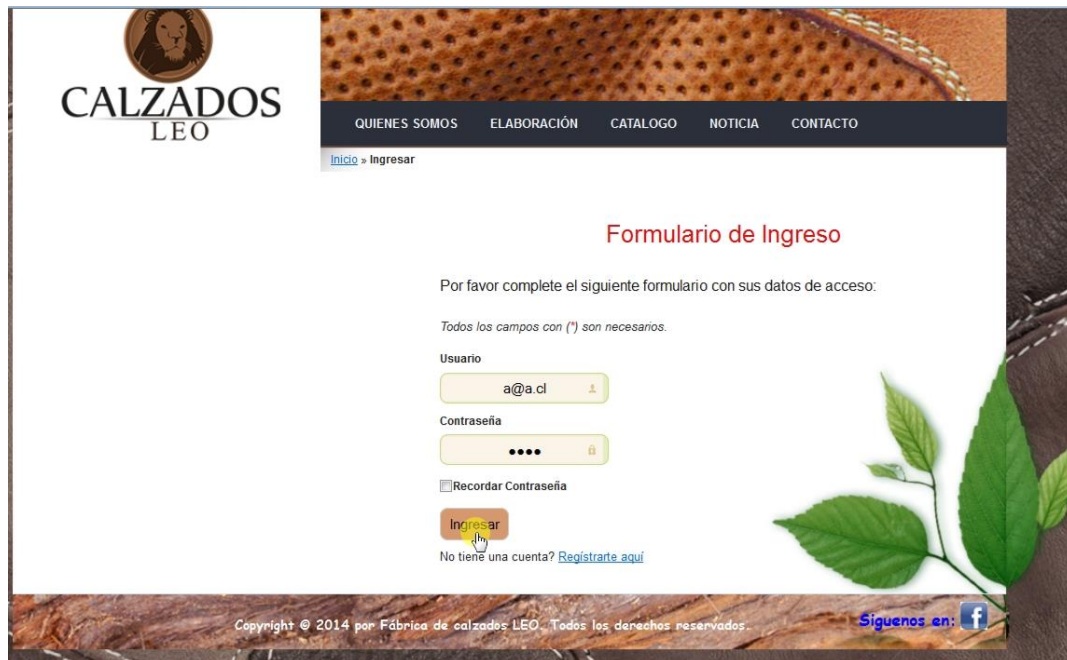 CALZADOS
LEO
QUIENES SOMOS ELABORACIÓN CATALOGO NOTICIA CONTACTO
Inicio » Ingresar
Formulario de Ingreso
Por favor complete el siguiente formulario con sus datos de acceso:
Todos los campos con (*) son necesarios.
Usuario
a@a.cl
Contraseña
••••
Recordar Contraseña
Ingresar
No tiene una cuenta? Registrarte aquí
Copyright © 2014 por Fábrica de calzados LEO. Todos los derechos reservados.
Siguenos en: f